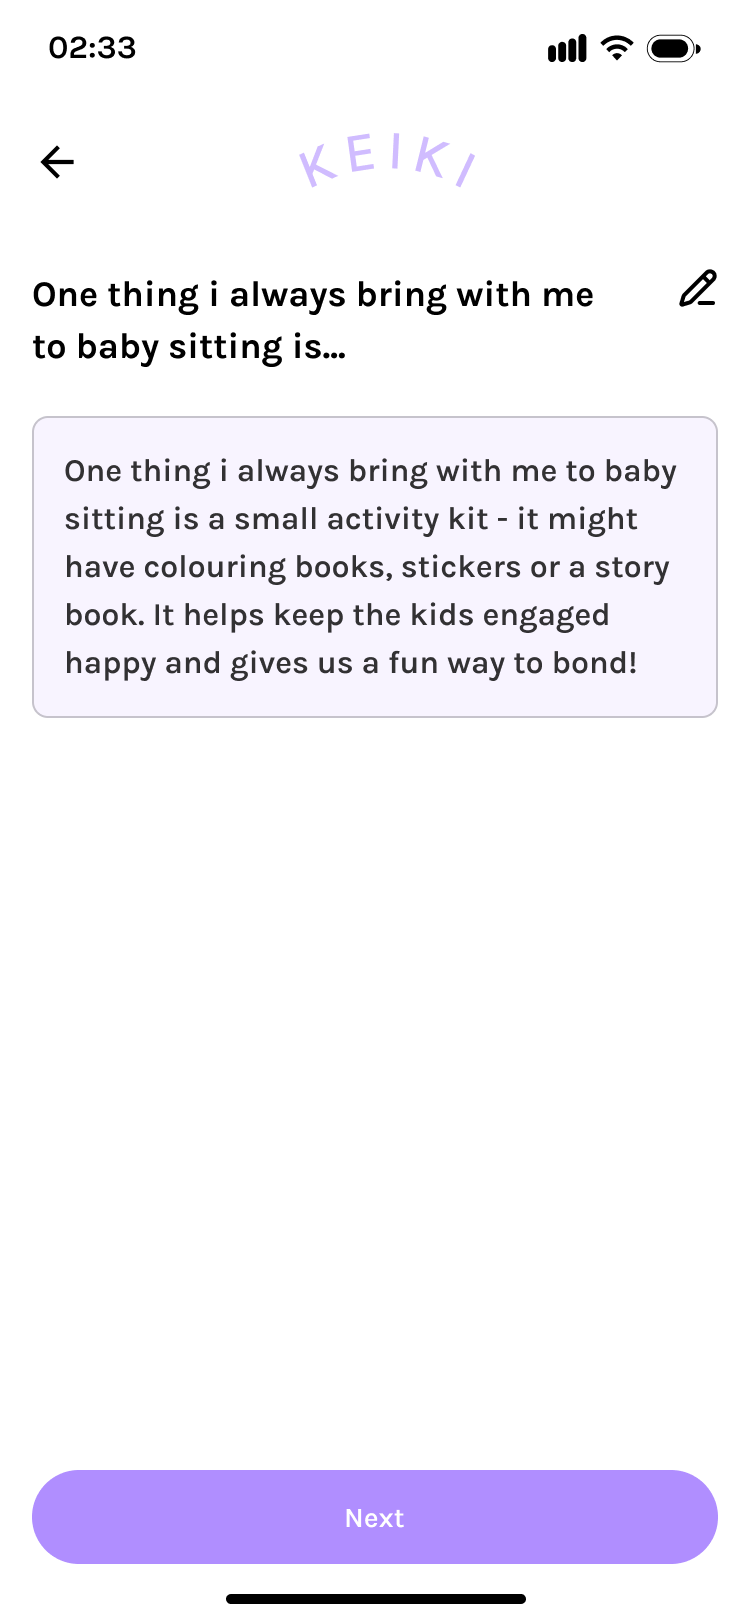 02:33
KEIKI
One thing i always bring with me
to baby sitting is...
One thing i always bring with me to baby
sitting is a small activity kit - it might
have colouring books, stickers or a story
book. It helps keep the kids engaged
happy and gives us a fun way to bond!
Next